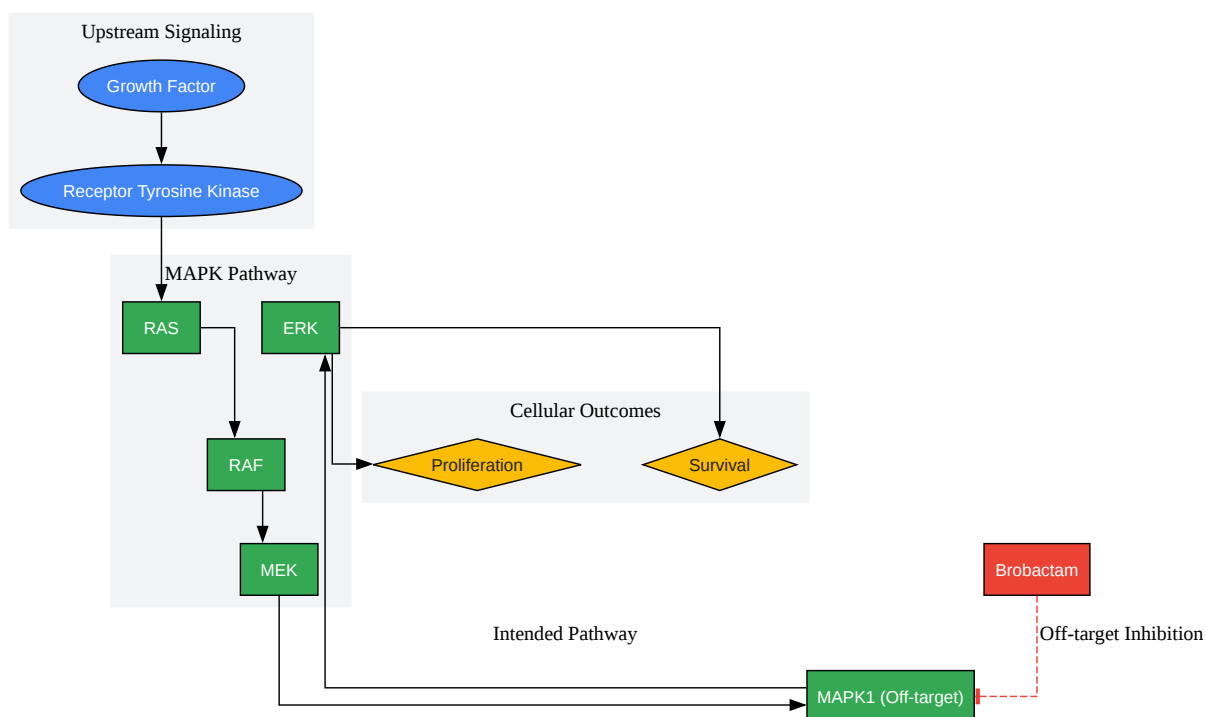 Upstream Signaling
Growth Factor
Receptor Tyrosine Kinase
MAPK Pathway
RAS
ERK
Cellular Outcomes
RAF
Proliferation
Survival
MEK
Brobactam
Intended Pathway
Off-target Inhibition
MAPK1 (Off-target)